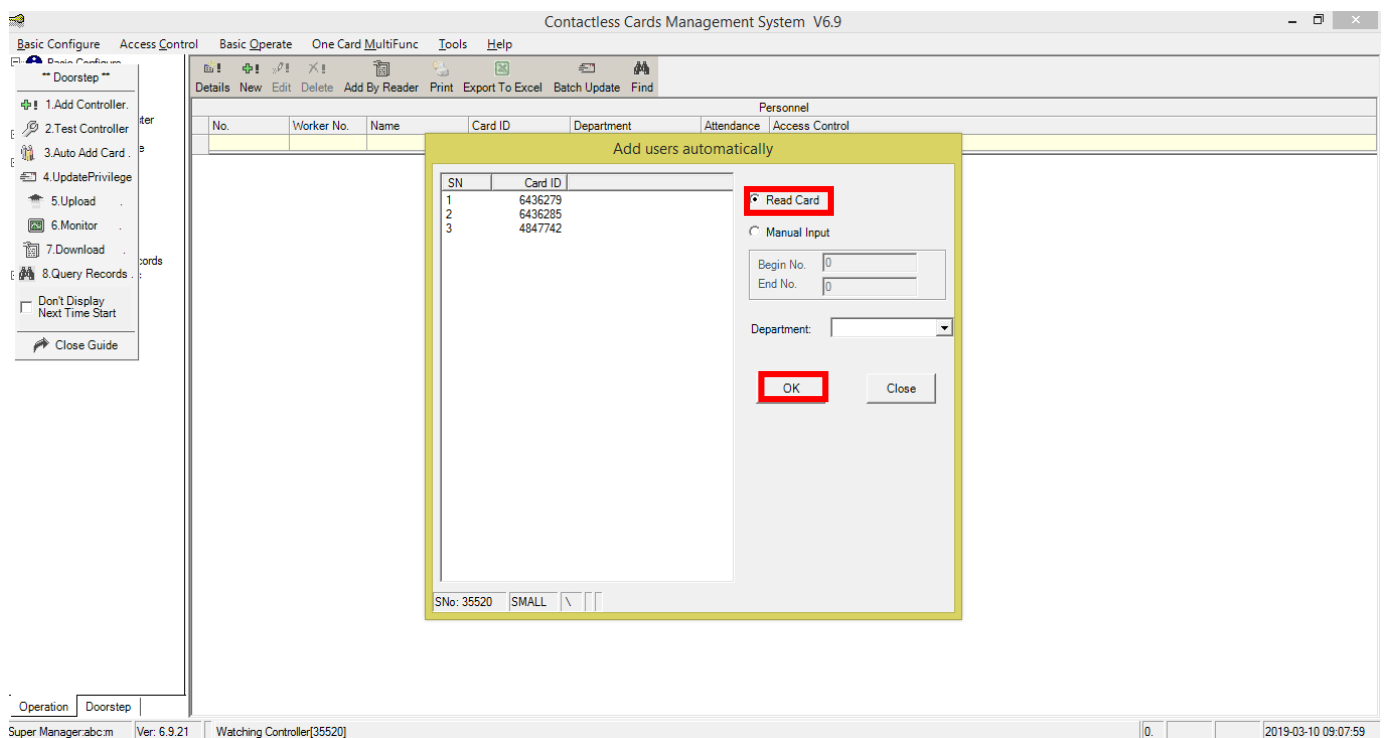 Contactless Cards Management System V6.9
Basic Configure Access Control Basic Operate One Card MultiFunc Tools Help
Details New Edit Delete Add By Reader Print Export To Excel Batch Update Find
** Doorstep **
1.Add Controller.
2.Test Controller
3.Auto Add Card .
4.UpdatePrivilege
5.Upload .
6.Monitor .
7.Download .
8.Query Records .
Don't Display
Next Time Start
Close Guide
Personnel
No. Worker No. Name Card ID Department Attendance Access Control
Add users automatically
SN Card ID
1 6436279
2 6436285
3 4847742
Read Card
Manual Input
Begin No. 0
End No. 0
Department:
OK Close
SNo: 35520 SMALL \
Operation Doorstep
Super Manager:abc:m Ver: 6.9.21 Watching Controller[35520] 0. 2019-03-10 09:07:59